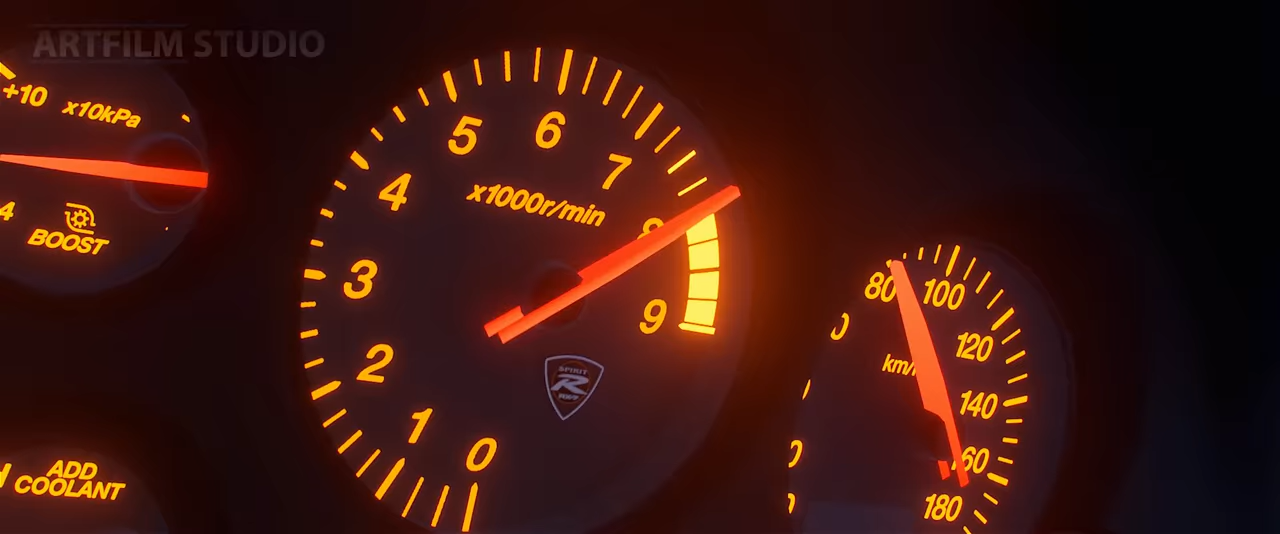 ARTFILM STUDIO
+10 x10kPa
4
BOOST
ADD
COOLANT
0
1
2
3
4
5
6
7
8
9
x1000r/min
SPIRIT
R
80
100
120
140
180
km/